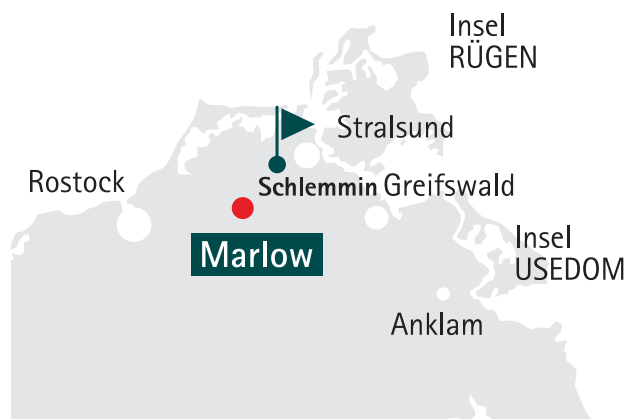 Insel
RÜGEN
Stralsund
Rostock
Schlemmin
Greifswald
Marlow
Insel
USEDOM
Anklam